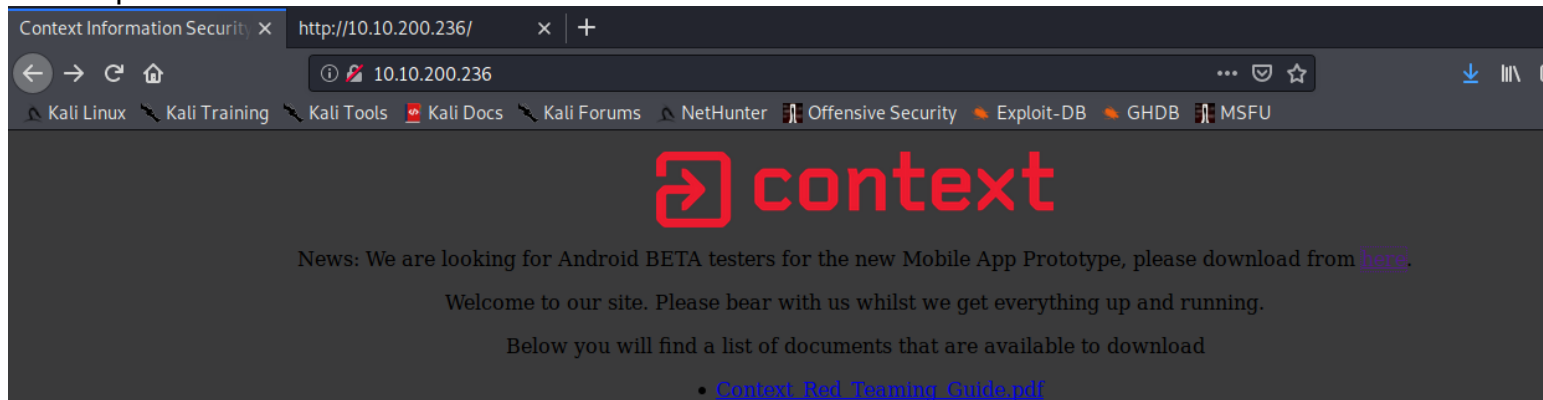 Context Information Security http://10.10.200.236/
10.10.200.236
Kali Linux Kali Training Kali Tools Kali Docs Kali Forums NetHunter Offensive Security Exploit-DB GHDB MSFU
context
News: We are looking for Android BETA testers for the new Mobile App Prototype, please download from here.
Welcome to our site. Please bear with us whilst we get everything up and running.
Below you will find a list of documents that are available to download
• Context_Red_Teaming_Guide.pdf